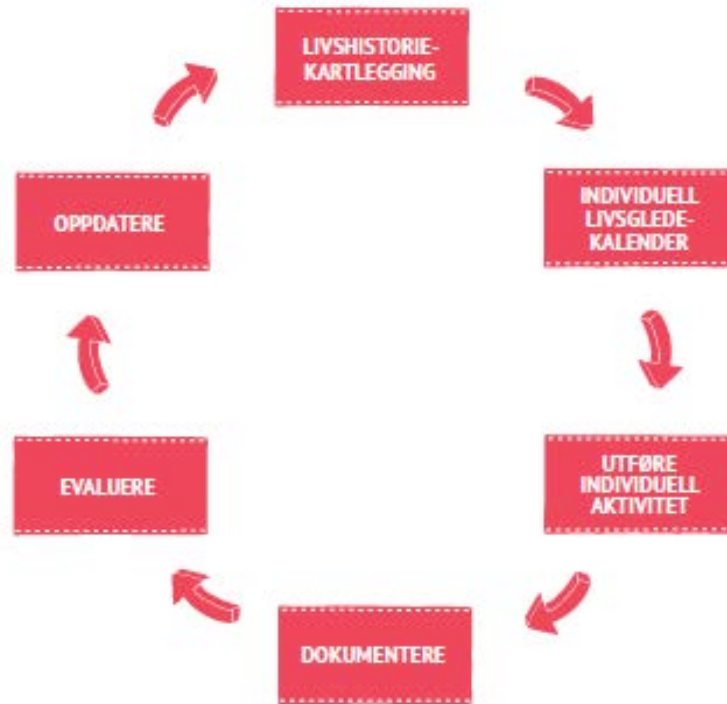 LIVSHISTORIE-
KARTLEGGING
INDIVIDUELL
LIVSGLEDE-
KALENDER
UTFØRE
INDIVIDUELL
AKTIVITET
DOKUMENTERE
EVALUERE
OPPDATERE